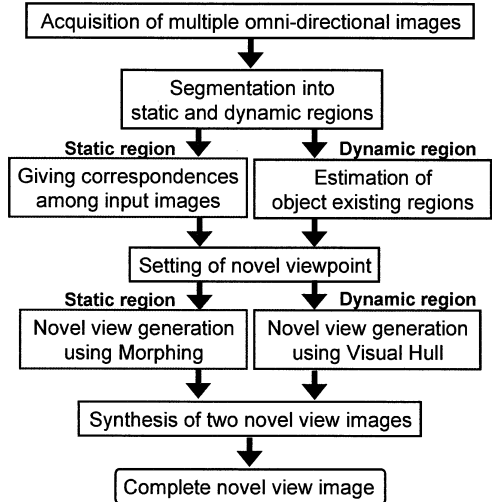 Acquisition of multiple omni-directional images
Segmentation into
static and dynamic regions
Static region
Dynamic region
Giving correspondences
among input images
Estimation of
object existing regions
Setting of novel viewpoint
Static region
Dynamic region
Novel view generation
using Morphing
Novel view generation
using Visual Hull
Synthesis of two novel view images
Complete novel view image